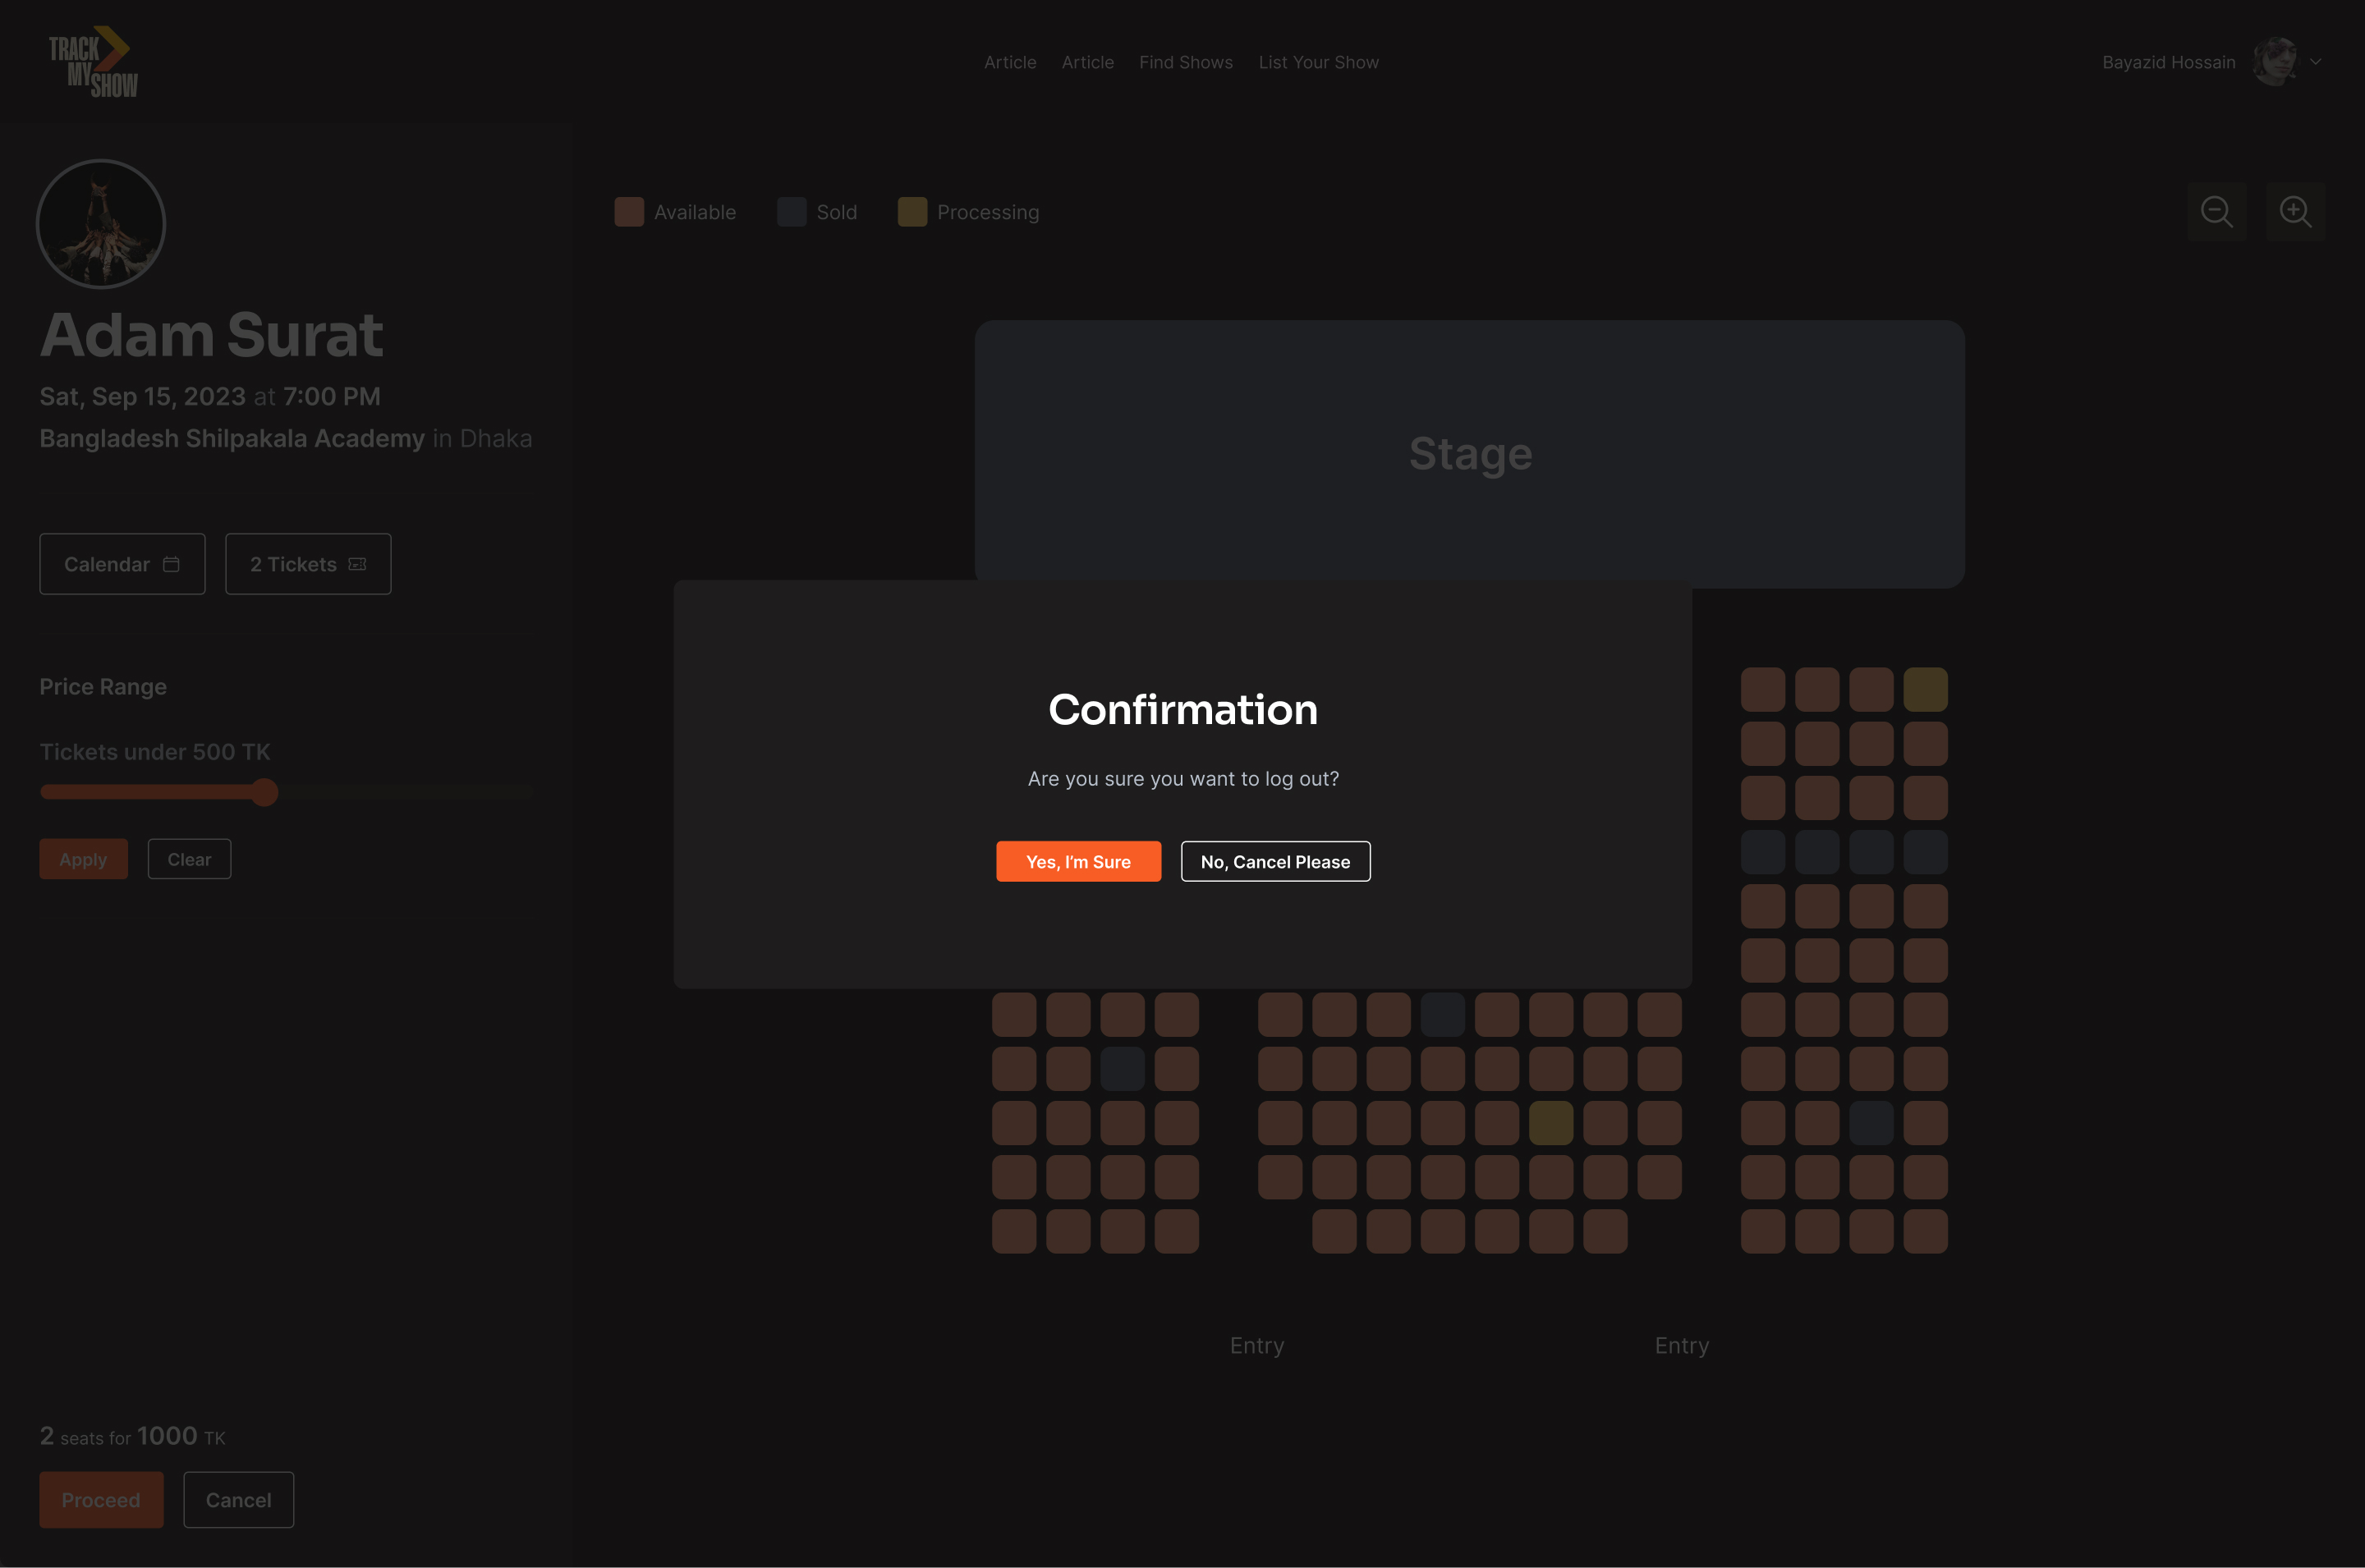 TRACK
MY
SHOW
Article Article Find Shows List Your Show
Bayazid Hossain
Adam Surat
Sat, Sep 15, 2023 at 7:00 PM
Bangladesh Shilpakala Academy in Dhaka
Calendar 2 Tickets
Price Range
Tickets under 500 TK
Apply Clear
2 seats for 1000 TK
Proceed Cancel
Available Sold Processing
Stage
Confirmation
Are you sure you want to log out?
Yes, I’m Sure No, Cancel Please
Entry Entry